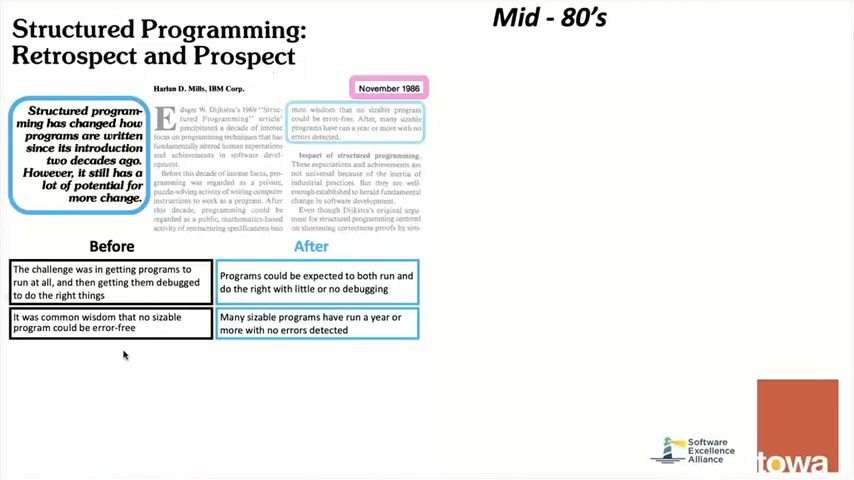 Structured Programming:
Retrospect and Prospect
Mid - 80's
Harlan D. Mills, IBM Corp.
November 1986
Structured program-
ming has changed how
programs are written
since its introduction
two decades ago.
However, it still has a
lot of potential for
more change.
Edsger W. Dijkstra's 1969 "Struc-
tured Programming" article
precipitated a decade of intense
focus on programming techniques that has
fundamentally altered human expectations
and achievements in software devel-
opment.
Before this decade of intense focus, pro-
gramming was regarded as a private,
puzzle-solving activity of writing computer
instructions to work as a program. After
this decade, programming could be
regarded as a public, mathematics-based
activity of restructuring specifications into
mon wisdom that no sizable program
could be error-free. After, many sizable
programs have run a year or more with no
errors detected.
Impact of structured programming.
These expectations and achievements are
not universal because of the inertia of
industrial practices. But they are well-
enough established to herald fundamental
change in software development.
Even though Dijkstra's original argu-
ment for structured programming centered
on shortening correctness proofs by sim-
Before
After
The challenge was in getting programs to
run at all, and then getting them debugged
to do the right things
Programs could be expected to both run and
do the right with little or no debugging
It was common wisdom that no sizable
program could be error-free
Many sizable programs have run a year or
more with no errors detected
Software
Excellence
Alliance
towa